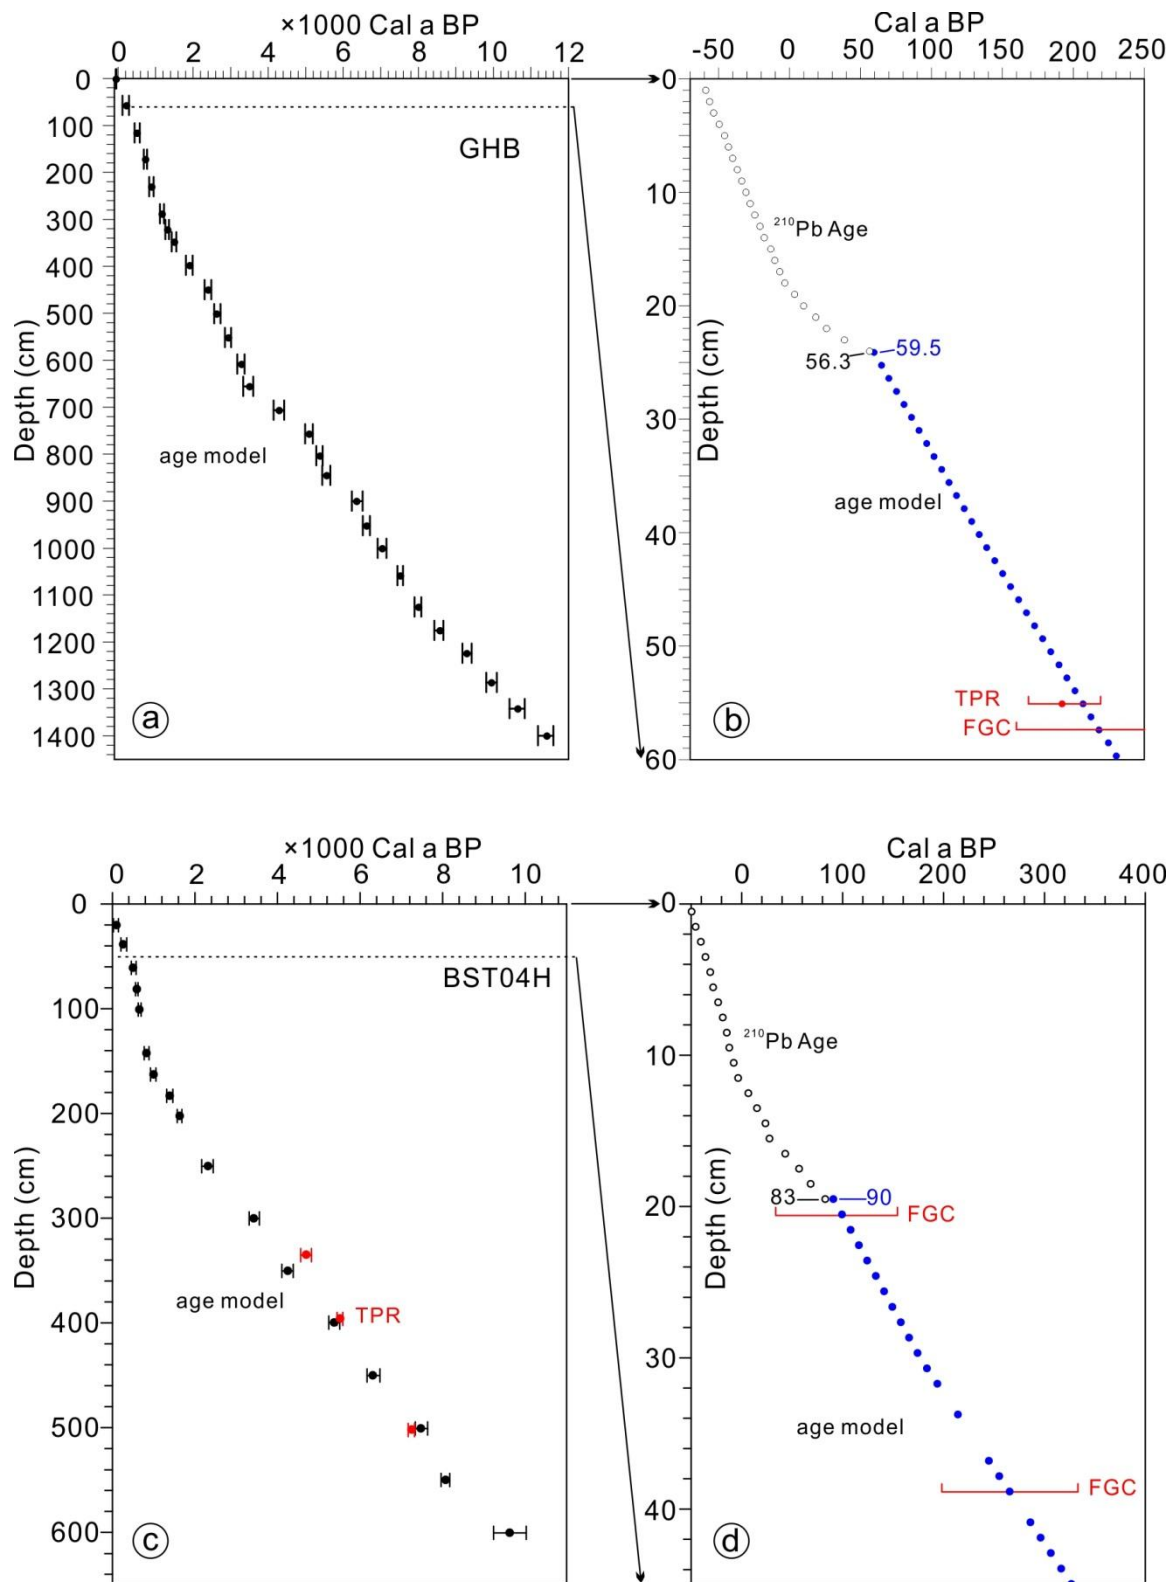 ×1000 Cal a BP
0 2 4 6 8 10 12
0
100
200
300
400
500
600
700
800
900
1000
1100
1200
1300
1400
Depth (cm)
GHB
age model
a
Cal a BP
-50 0 50 100 150 200 250
0
10
20
30
40
50
60
Depth (cm)
210Pb Age
56.3
59.5
age model
TPR
FGC
b
×1000 Cal a BP
0 2 4 6 8 10
0
100
200
300
400
500
600
Depth (cm)
BST04H
age model
TPR
c
Cal a BP
0 100 200 300 400
0
10
20
30
40
Depth (cm)
210Pb Age
83
90
FGC
age model
FGC
d